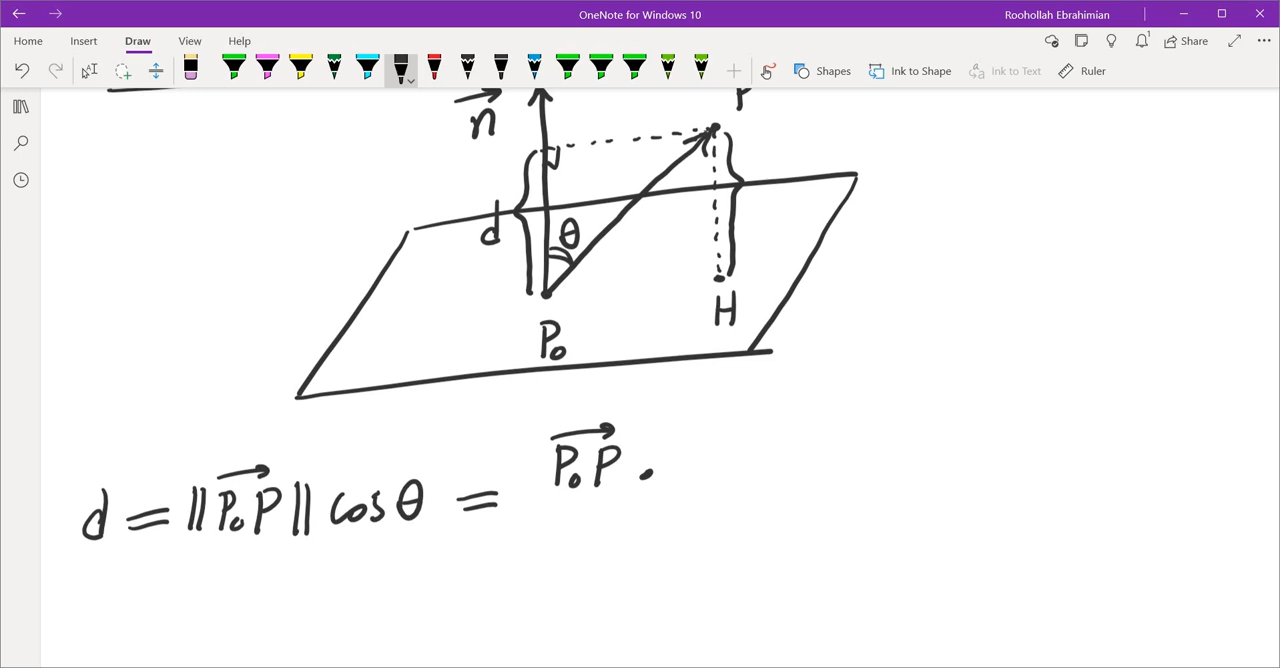 OneNote for Windows 10
Roohollah Ebrahimian
Home Insert Draw View Help
Share
Shapes Ink to Shape Ink to Text Ruler
n
d
θ
P₀
H
d = ‖P₀P‖ cosθ = P₀P .